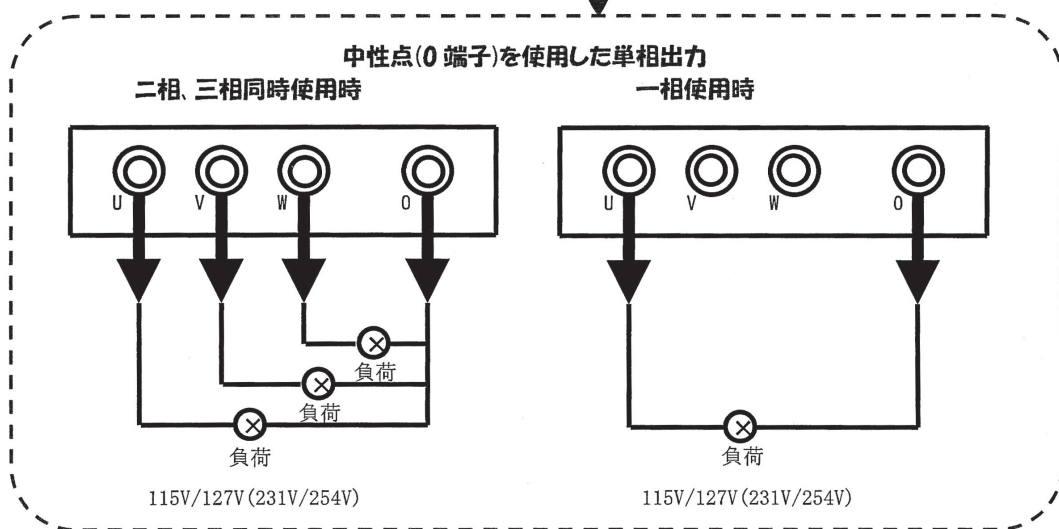 中性点(0 端子)を使用した単相出力
二相、三相同時使用時
一相使用時
U V W 0
負荷
負荷
負荷
115V/127V(231V/254V)
U V W 0
負荷
115V/127V(231V/254V)